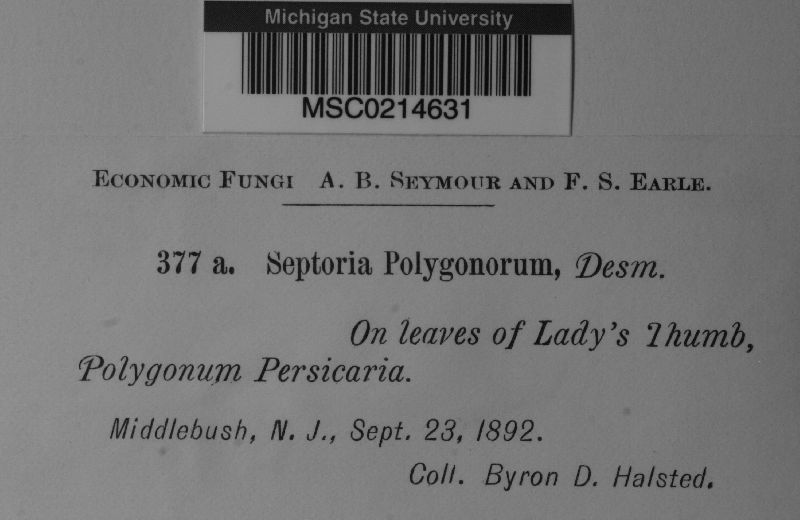 Michigan State University
MSC0214631
Economic Fungi A. B. Seymour and F. S. Earle.
377 a. Septoria Polygonorum, Desm.
On leaves of Lady's Thumb,
Polygonum Persicaria.
Middlebush, N. J., Sept. 23, 1892.
Coll. Byron D. Halsted.